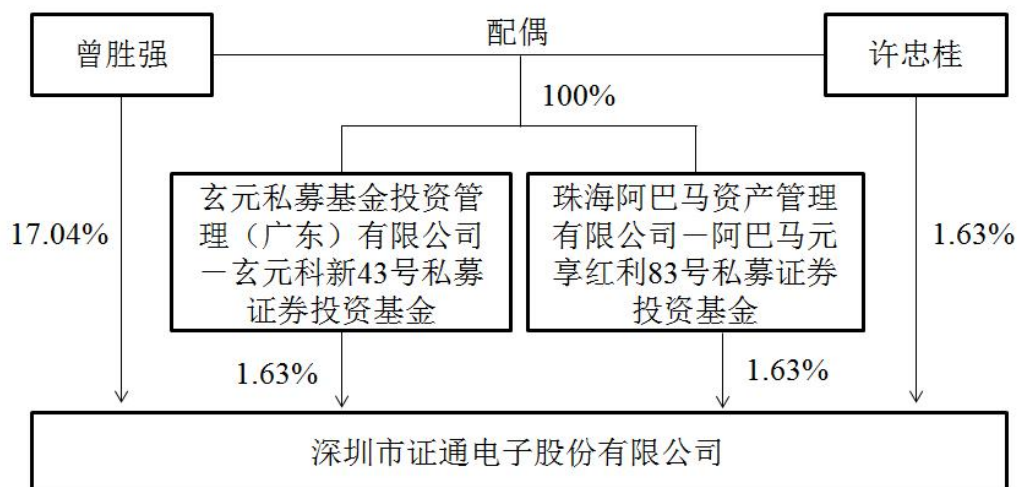 配偶
曾胜强
许忠桂
100%
玄元私募基金投资管
理（广东）有限公司
－玄元科新43号私募
证券投资基金
珠海阿巴马资产管理
有限公司－阿巴马元
享红利83号私募证券
投资基金
17.04%
1.63%
1.63%
1.63%
深圳市证通电子股份有限公司